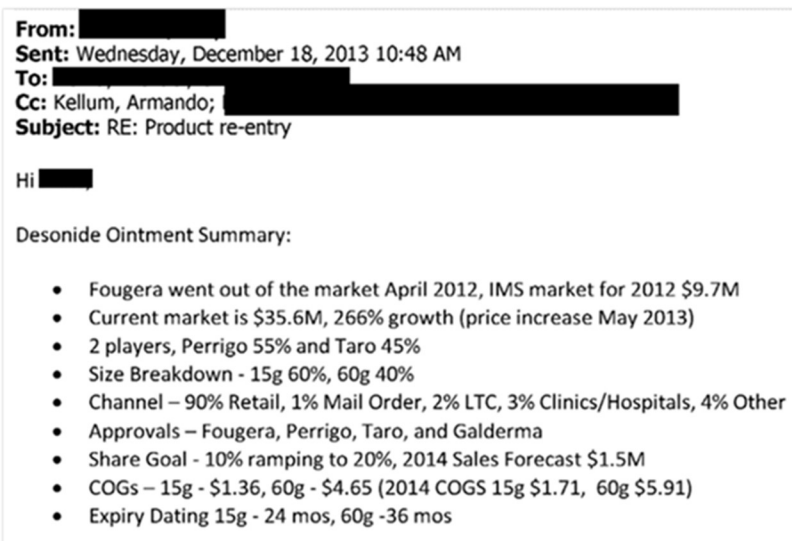 From:
Sent: Wednesday, December 18, 2013 10:48 AM
To:
Cc: Kellum, Armando;
Subject: RE: Product re-entry
Hi
Desonide Ointment Summary:
• Fougera went out of the market April 2012, IMS market for 2012 $9.7M
• Current market is $35.6M, 266% growth (price increase May 2013)
• 2 players, Perrigo 55% and Taro 45%
• Size Breakdown - 15g 60%, 60g 40%
• Channel – 90% Retail, 1% Mail Order, 2% LTC, 3% Clinics/Hospitals, 4% Other
• Approvals – Fougera, Perrigo, Taro, and Galderma
• Share Goal - 10% ramping to 20%, 2014 Sales Forecast $1.5M
• COGs – 15g - $1.36, 60g - $4.65 (2014 COGS 15g $1.71, 60g $5.91)
• Expiry Dating 15g - 24 mos, 60g -36 mos